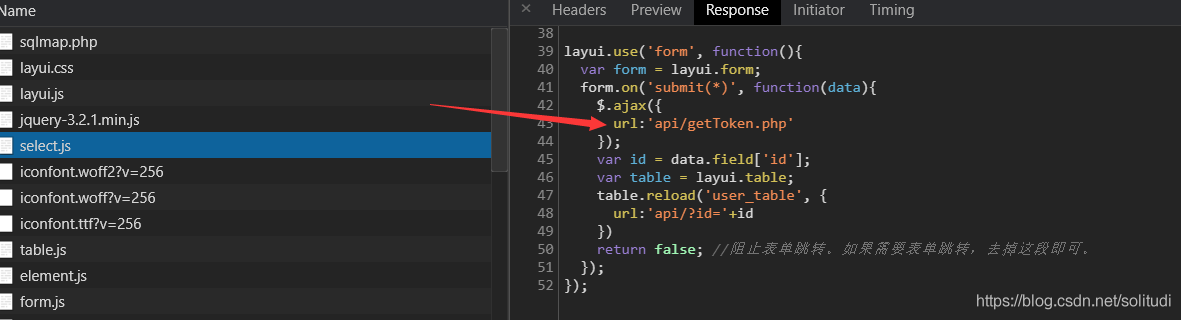 Name
sqlmap.php
layui.css
layui.js
jquery-3.2.1.min.js
select.js
iconfont.woff2?v=256
iconfont.woff?v=256
iconfont.ttf?v=256
table.js
element.js
form.js
× Headers Preview Response Initiator Timing
38
39 layui.use('form', function(){
40 var form = layui.form;
41 form.on('submit(*)', function(data){
42 $.ajax({
43 url:'api/getToken.php'
44 });
45 var id = data.field['id'];
46 var table = layui.table;
47 table.reload('user_table', {
48 url:'api/?id='+id
49 })
50 return false; //阻止表单跳转。如果需要表单跳转，去掉这段即可。
51 });
52 });
https://blog.csdn.net/solitudi